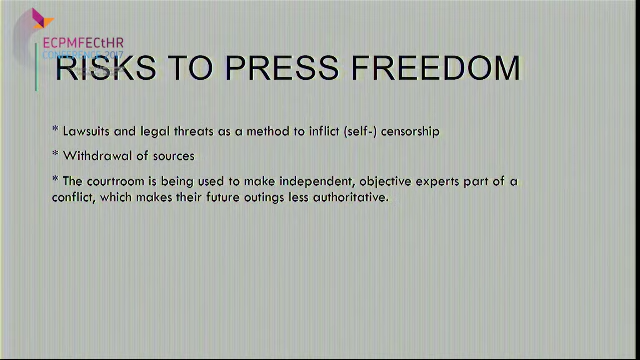 ECPMFECtHR
CONFERENCE 2017
RISKS TO PRESS FREEDOM
* Lawsuits and legal threats as a method to inflict (self-) censorship
* Withdrawal of sources
* The courtroom is being used to make independent, objective experts part of a
conflict, which makes their future outings less authoritative.